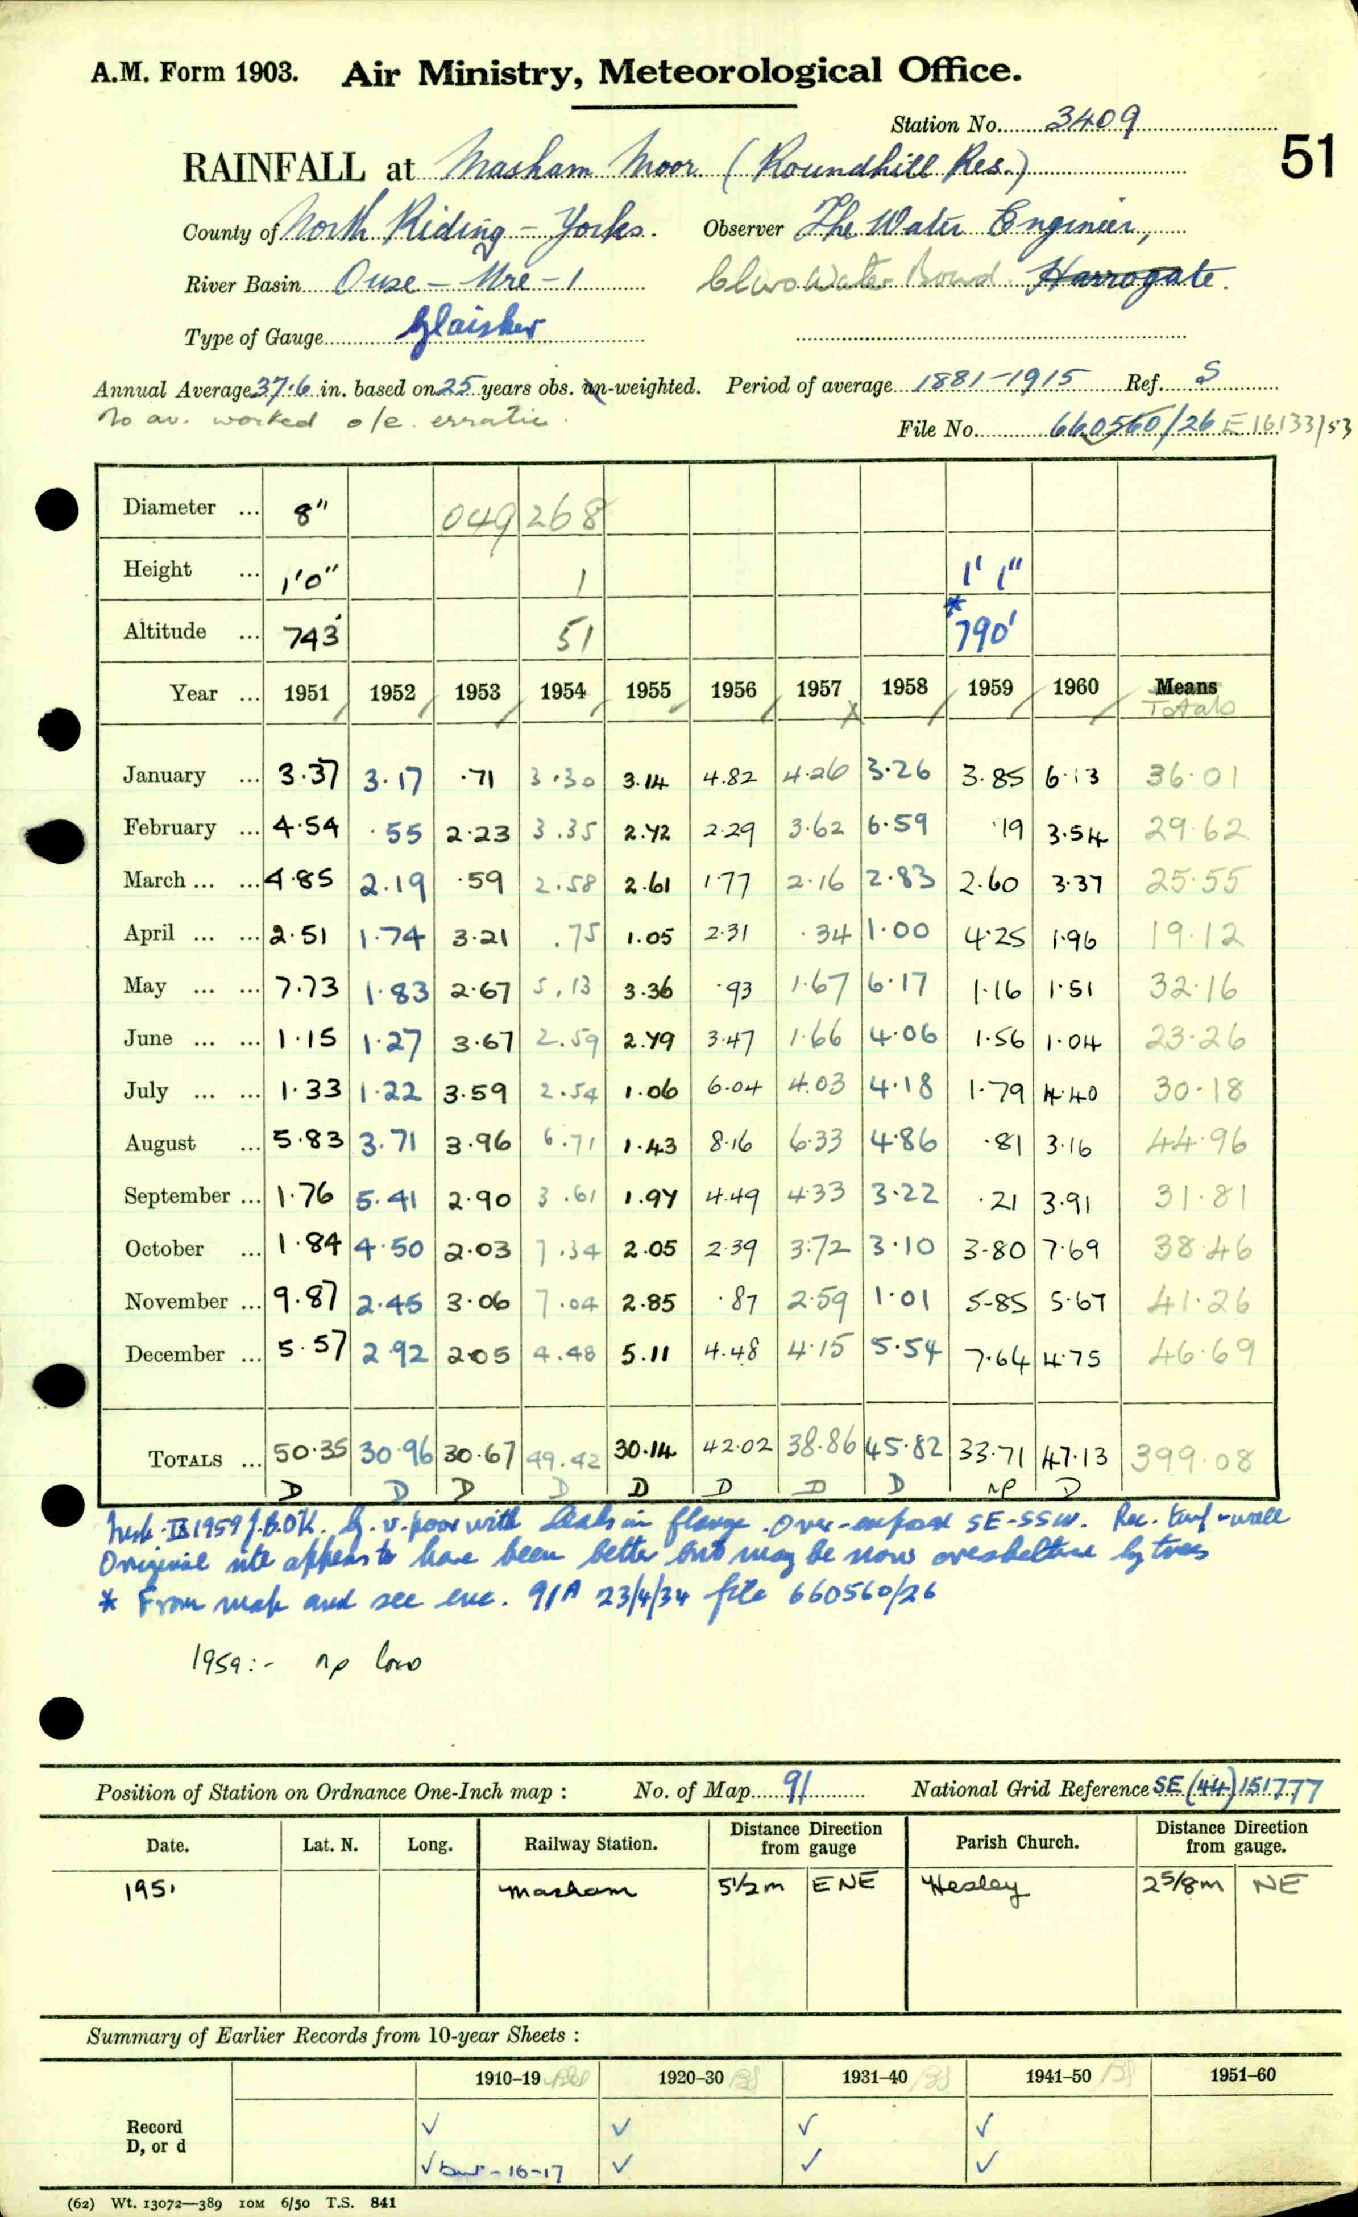 A.M. Form 1903. Air Ministry, Meteorological Office.
Station No. 3409
51
RAINFALL at Masham Moor. (Roundhill Res.)
County of North Riding - Yorks. Observer The Water Engineer,
River Basin Ouse - Ure - 1 Claro Water Board Harrogate.
Type of Gauge Glaisher
Annual Average 37.6 in. based on 25 years obs. un-weighted. Period of average 1881-1915 Ref. S
No av. worked o/e erratic.
File No. 660560/26 E16133/53
Diameter ... 8" 049 268
Height ... 1'0" 1 1' 1"
Altitude ... 743' 51 * 790'
Year ... 1951 1952 1953 1954 1955 1956 1957 1958 1959 1960 Means Totals
January ... 3.37 3.17 .71 3.30 3.14 4.82 4.26 3.26 3.85 6.13 36.01
February ... 4.54 .55 2.23 3.35 2.72 2.29 3.62 6.59 .19 3.54 29.62
March ... ... 4.85 2.19 .59 2.58 2.61 1.77 2.16 2.83 2.60 3.37 25.55
April ... ... 2.51 1.74 3.21 .75 1.05 2.31 .34 1.00 4.25 1.96 19.12
May ... ... 7.73 1.83 2.67 5.13 3.36 .93 1.67 6.17 1.16 1.51 32.16
June ... ... 1.15 1.27 3.67 2.59 2.79 3.47 1.66 4.06 1.56 1.04 23.26
July ... ... 1.33 1.22 3.59 2.54 1.06 6.04 4.03 4.18 1.79 4.40 30.18
August ... 5.83 3.71 3.96 6.71 1.43 8.16 6.33 4.86 .81 3.16 44.96
September ... 1.76 5.41 2.90 3.61 1.97 4.49 4.33 3.22 .21 3.91 31.81
October ... 1.84 4.50 2.03 7.34 2.05 2.39 3.72 3.10 3.80 7.69 38.46
November ... 9.87 2.45 3.06 7.04 2.85 .87 2.59 1.01 5.85 5.67 41.26
December ... 5.57 2.92 2.05 4.48 5.11 4.48 4.15 5.54 7.64 4.75 46.69
TOTALS ... 50.35 30.96 30.67 49.42 30.14 42.02 38.86 45.82 33.71 47.13 399.08
D D D D D D D D NP D
1959 f. B.OK. G. v. poor with leaks in flange. Over-expose SE-SSW. Rec. turf-wall
Original site appears to have been better but may be now oversheltered by trees
* From map and see enc. 91A 23/4/34 file 660560/26
1959:- np low
Position of Station on Ordnance One-Inch map : No. of Map 91 National Grid Reference SE (44) 151777
Date. Lat. N. Long. Railway Station. Distance Direction from gauge Parish Church. Distance Direction from gauge.
1951 Masham 5 1/2 m ENE Healey 2 5/8 m NE
Summary of Earlier Records from 10-year Sheets :
1910-19 1920-30 1931-40 1941-50 1951-60
Record ✓ ✓ ✓ ✓
D, or d ✓ but - 16-17 ✓ ✓ ✓
(62) Wt. 13072—389 10M 6/50 T.S. 841